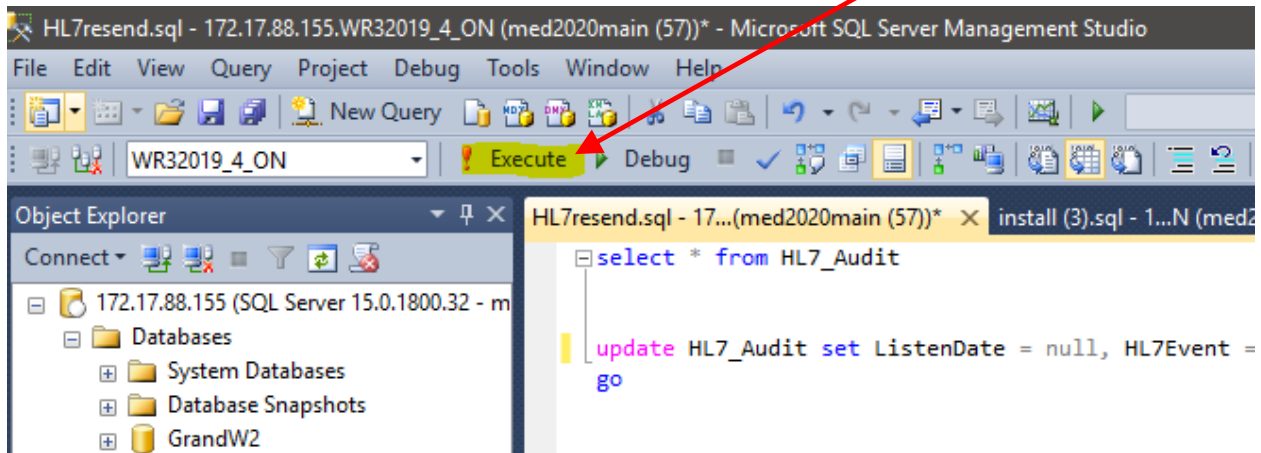 HL7resend.sql - 172.17.88.155.WR32019_4_ON (med2020main (57))* - Microsoft SQL Server Management Studio
File Edit View Query Project Debug Tools Window Help
New Query
WR32019_4_ON Execute Debug
Object Explorer
HL7resend.sql - 17...(med2020main (57))* install (3).sql - 1...N (med2
Connect
select * from HL7_Audit
172.17.88.155 (SQL Server 15.0.1800.32 - m
Databases
update HL7_Audit set ListenDate = null, HL7Event =
System Databases
go
Database Snapshots
GrandW2